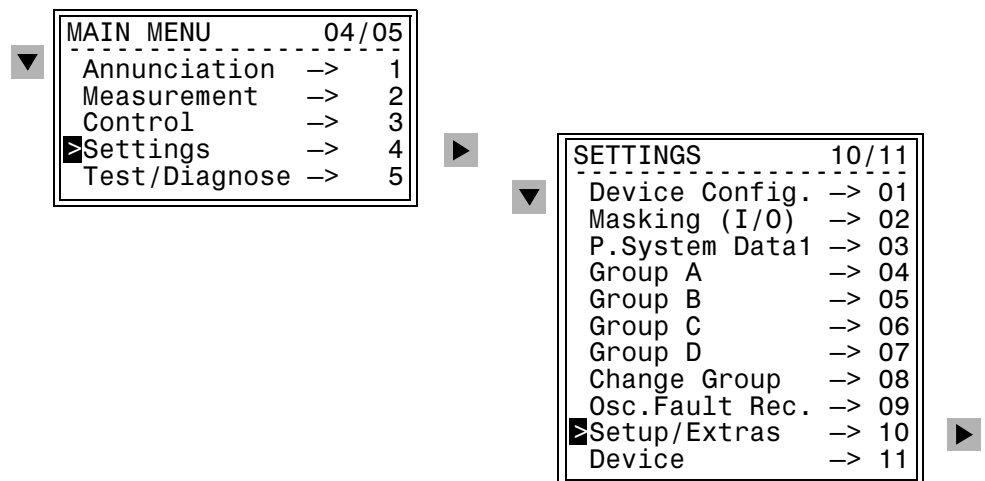 MAIN MENU 04/05
--------------------
Annunciation –> 1
Measurement –> 2
Control –> 3
>Settings –> 4
Test/Diagnose –> 5
SETTINGS 10/11
--------------------
Device Config. –> 01
Masking (I/O) –> 02
P.System Data1 –> 03
Group A –> 04
Group B –> 05
Group C –> 06
Group D –> 07
Change Group –> 08
Osc.Fault Rec. –> 09
>Setup/Extras –> 10
Device –> 11